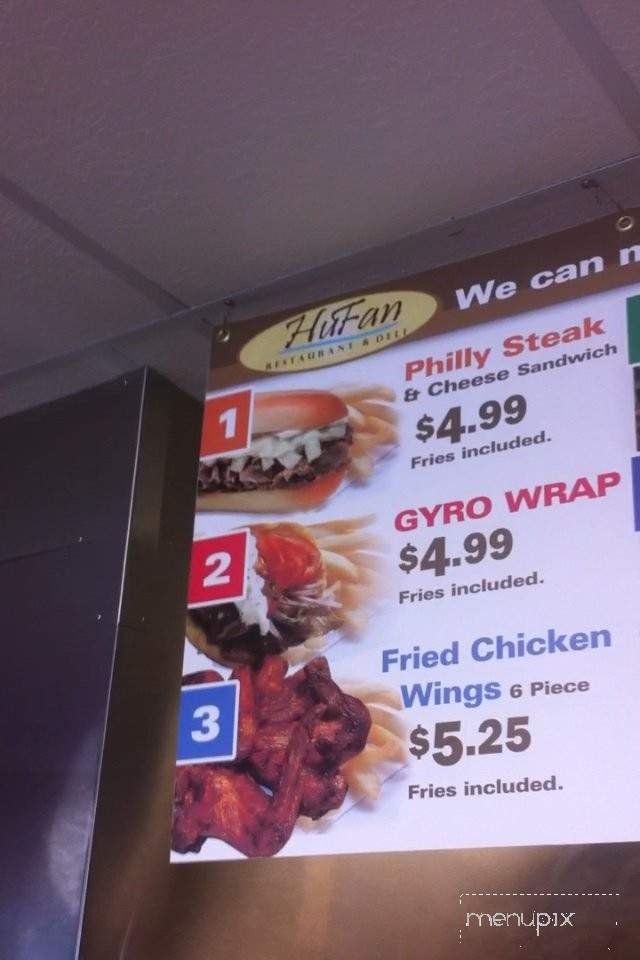 HuFan
RESTAURANT & DELI
We can
1
Philly Steak
& Cheese Sandwich
$4.99
Fries included.
2
GYRO WRAP
$4.99
Fries included.
3
Fried Chicken
Wings 6 Piece
$5.25
Fries included.
menupix